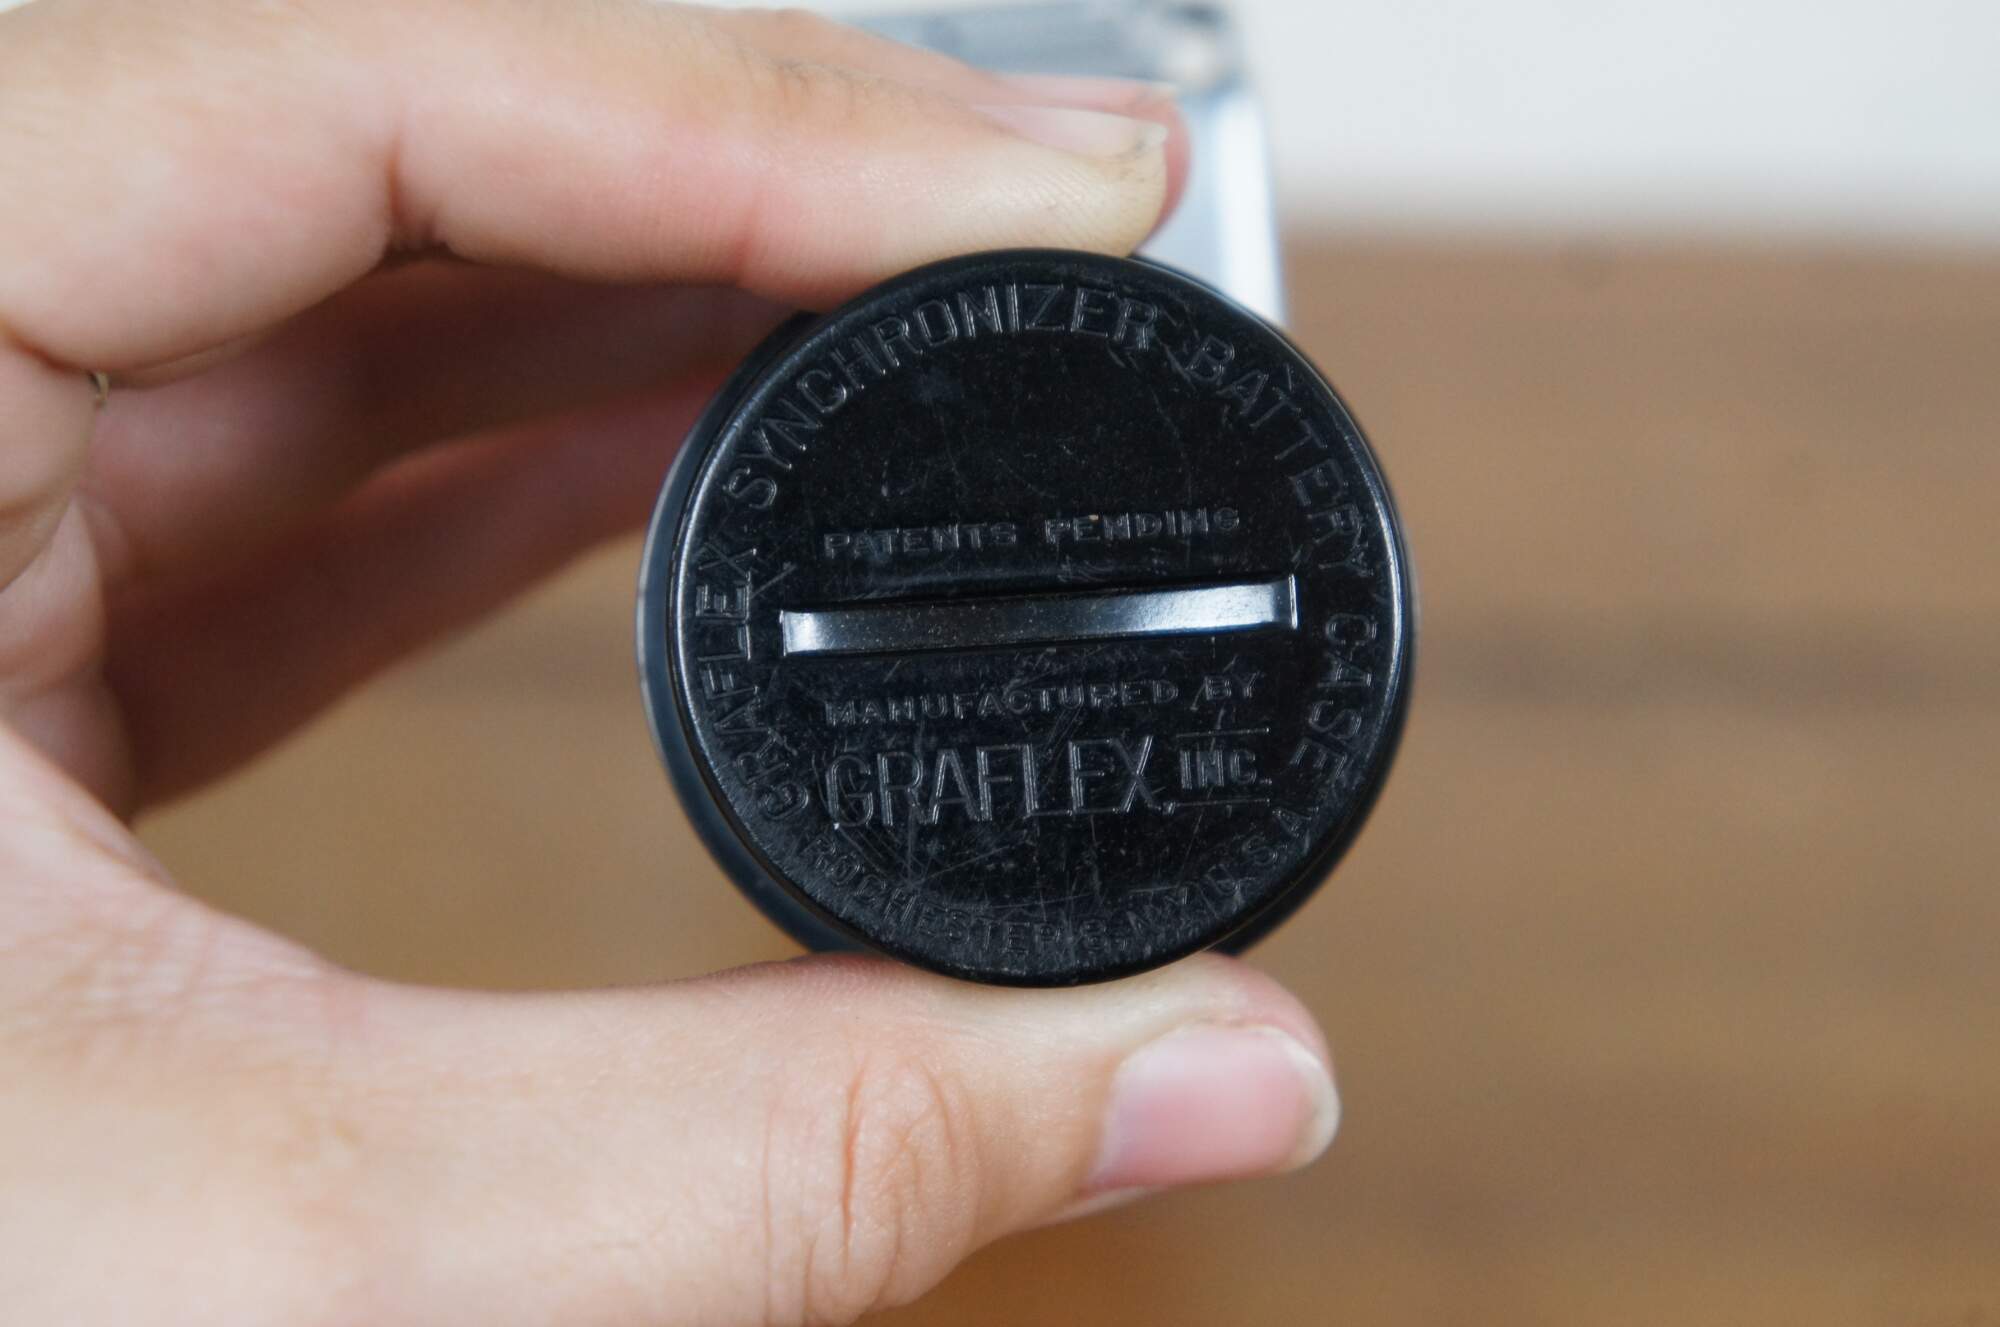 GRAFLEX SYNCHRONIZER BATTERY CASE
PATENTS PENDING
MANUFACTURED BY
GRAFLEX, INC.
ROCHESTER 8, N.Y., U.S.A.